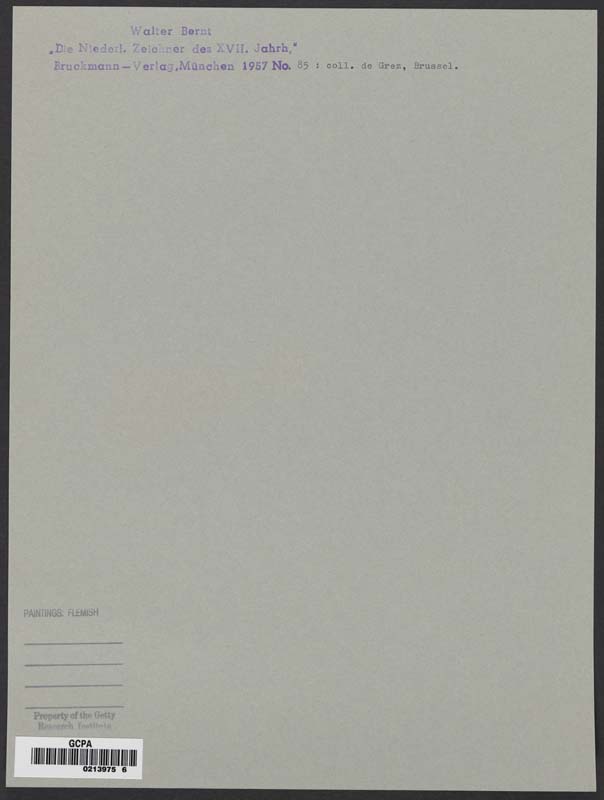 Walter Bernt
„Die Niederl. Zeichner des XVII. Jahrh.“
Bruckmann—Verlag, München 1957 No. 85 : coll. de Grez, Brussel.
PAINTINGS: FLEMISH
Property of the Getty
Research Institute
GCPA
0213975 6